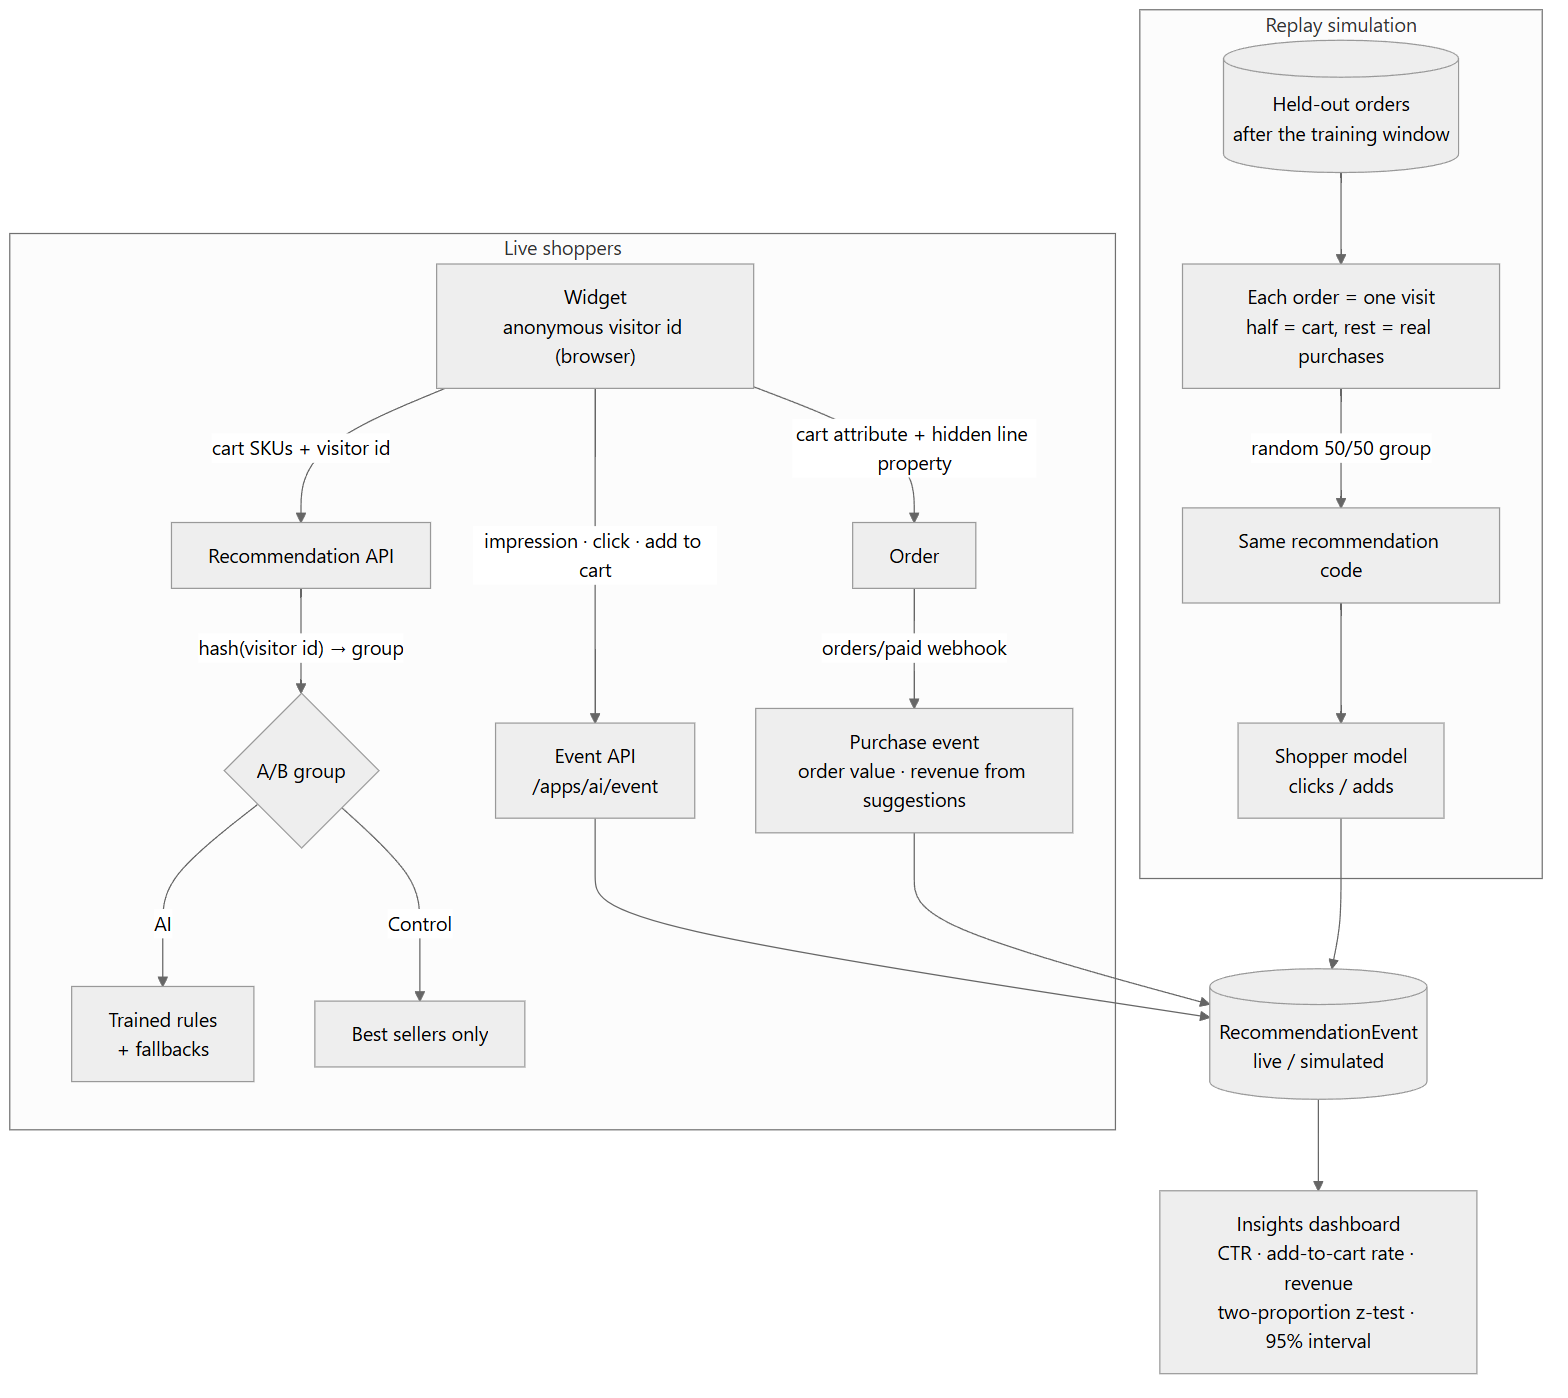 Replay simulation
Held-out orders
after the training window
Each order = one visit
half = cart, rest = real
purchases
random 50/50 group
Same recommendation
code
Shopper model
clicks / adds
Live shoppers
Widget
anonymous visitor id
(browser)
cart SKUs + visitor id
cart attribute + hidden line
property
impression · click · add to
cart
Recommendation API
Order
hash(visitor id) → group
orders/paid webhook
A/B group
Event API
/apps/ai/event
Purchase event
order value · revenue from
suggestions
AI
Control
Trained rules
+ fallbacks
Best sellers only
RecommendationEvent
live / simulated
Insights dashboard
CTR · add-to-cart rate ·
revenue
two-proportion z-test ·
95% interval